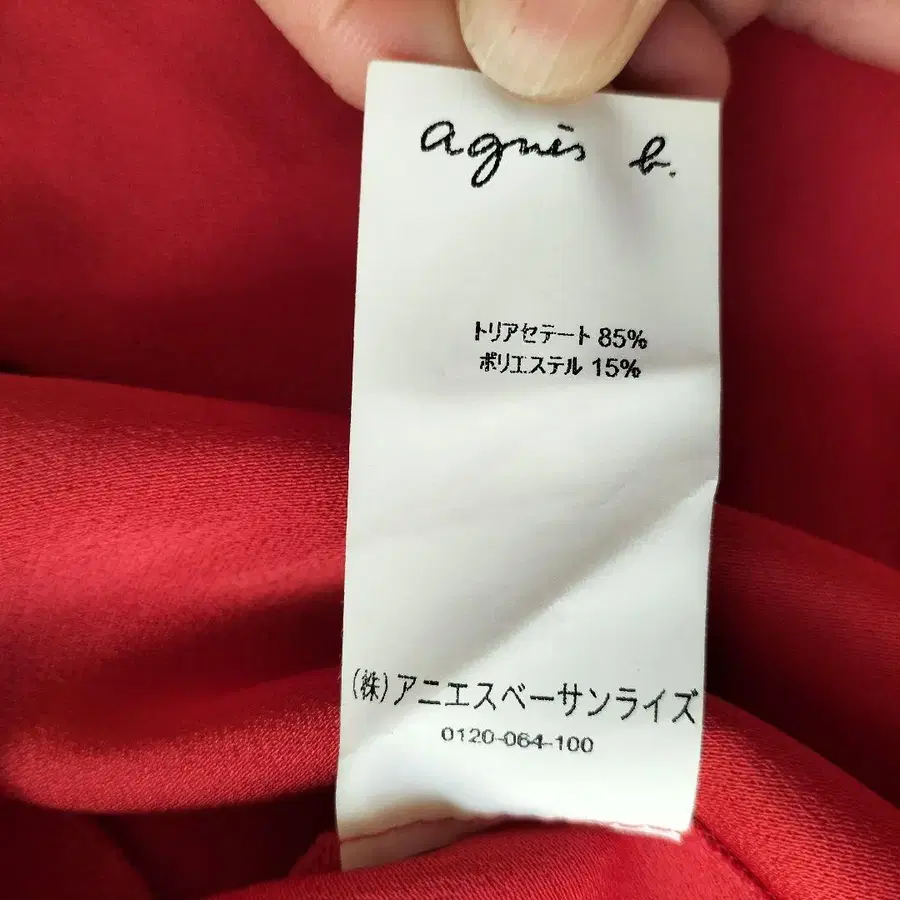 agnès b.
トリアセテート 85%
ポリエステル 15%
(株)アニエスベーサンライズ
0120-064-100